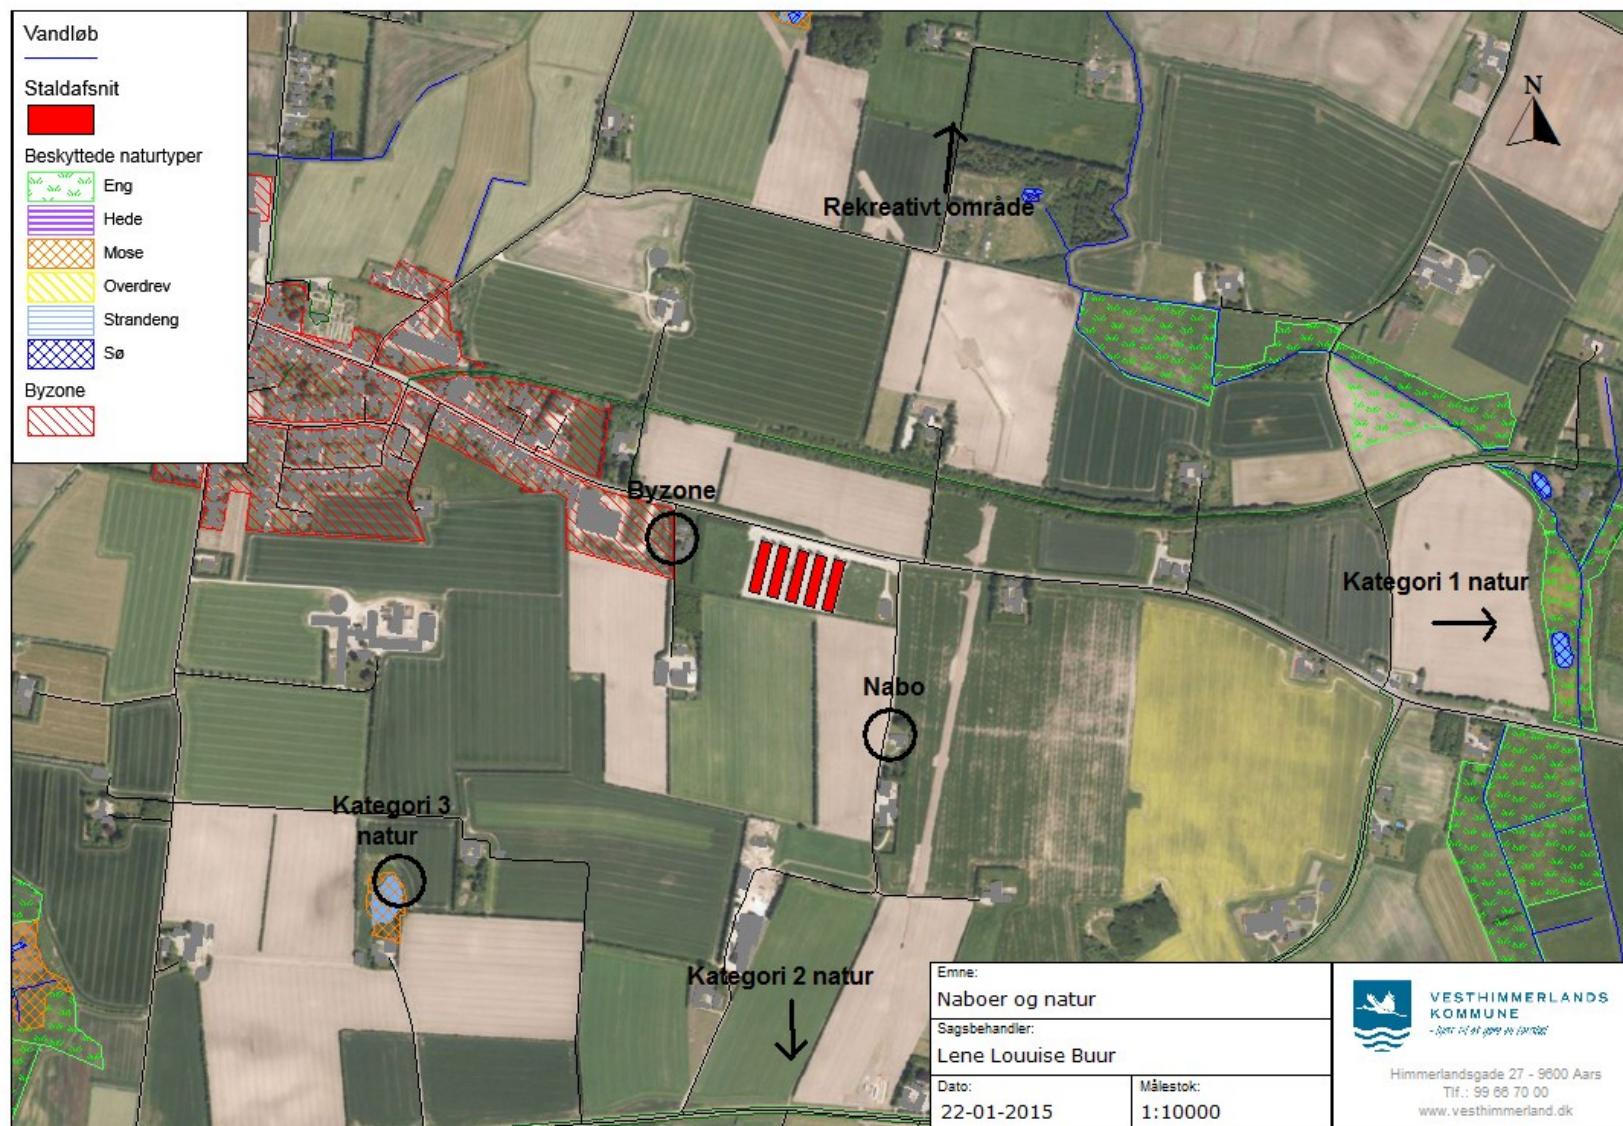 Vandløb
Staldafsnit
Beskyttede naturtyper
Eng
Hede
Mose
Overdrev
Strandeng
Sø
Byzone
N
Rekreativt område
Byzone
Kategori 1 natur
Nabo
Kategori 3
natur
Kategori 2 natur
Emne:
Naboer og natur
Sagsbehandler:
Lene Louuise Buur
Dato:
22-01-2015
Målestok:
1:10000
VESTHIMMERLANDS
KOMMUNE
Himmerlandsgade 27 - 9600 Aars
Tlf.: 99 66 70 00
www.vesthimmerland.dk